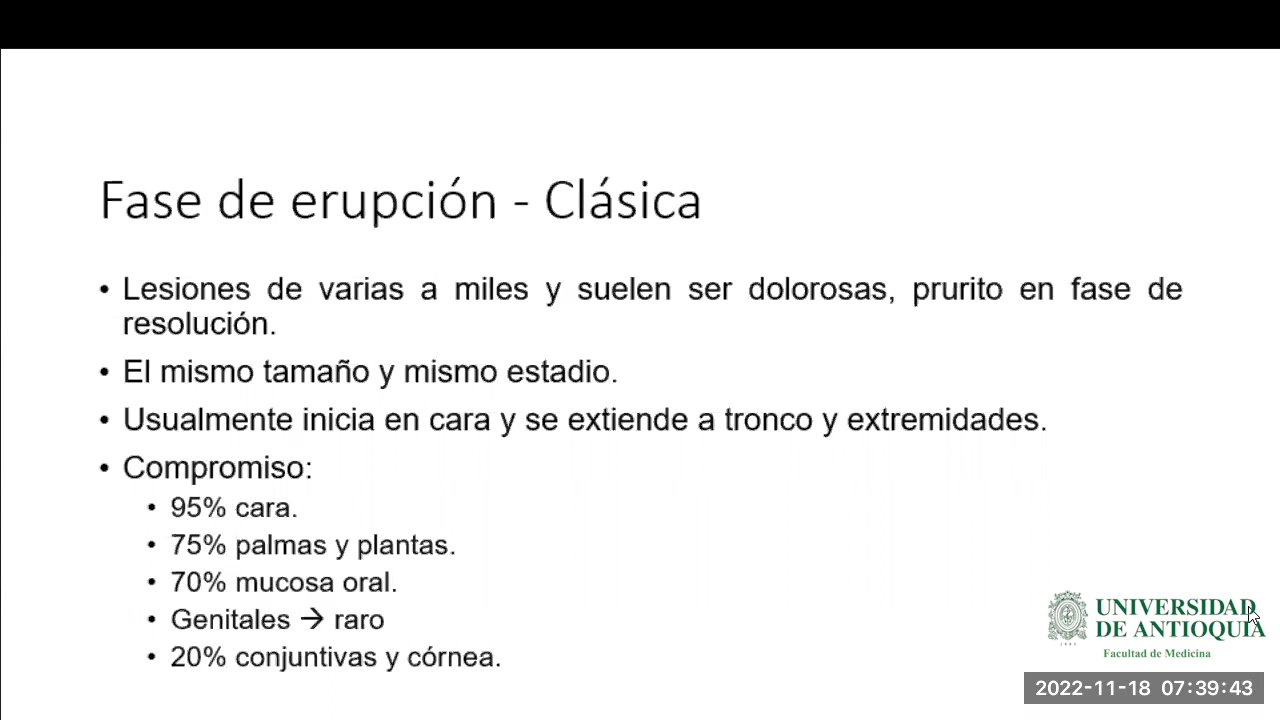 Fase de erupción - Clásica
• Lesiones de varias a miles y suelen ser dolorosas, prurito en fase de
resolución.
• El mismo tamaño y mismo estadio.
• Usualmente inicia en cara y se extiende a tronco y extremidades.
• Compromiso:
• 95% cara.
• 75% palmas y plantas.
• 70% mucosa oral.
• Genitales → raro
• 20% conjuntivas y córnea.
UNIVERSIDAD
DE ANTIOQUIA
Facultad de Medicina
2022-11-18 07:39:43